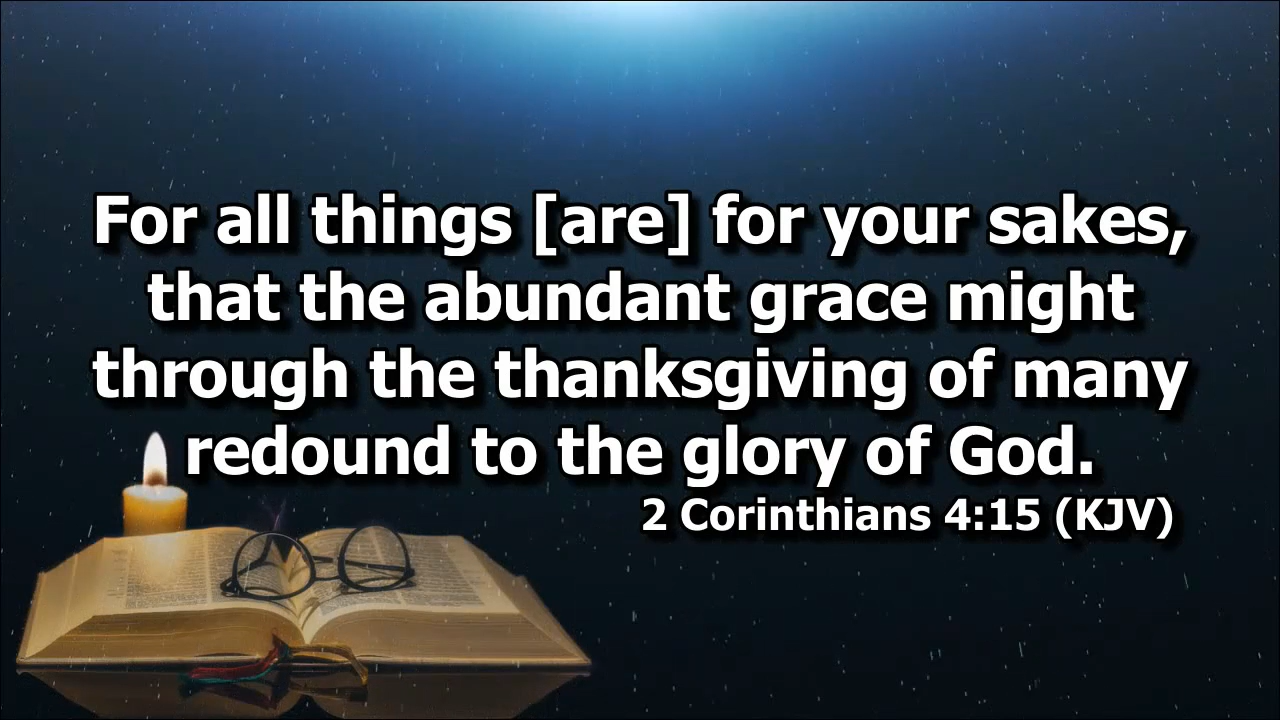 For all things [are] for your sakes,
that the abundant grace might
through the thanksgiving of many
redound to the glory of God.
2 Corinthians 4:15 (KJV)